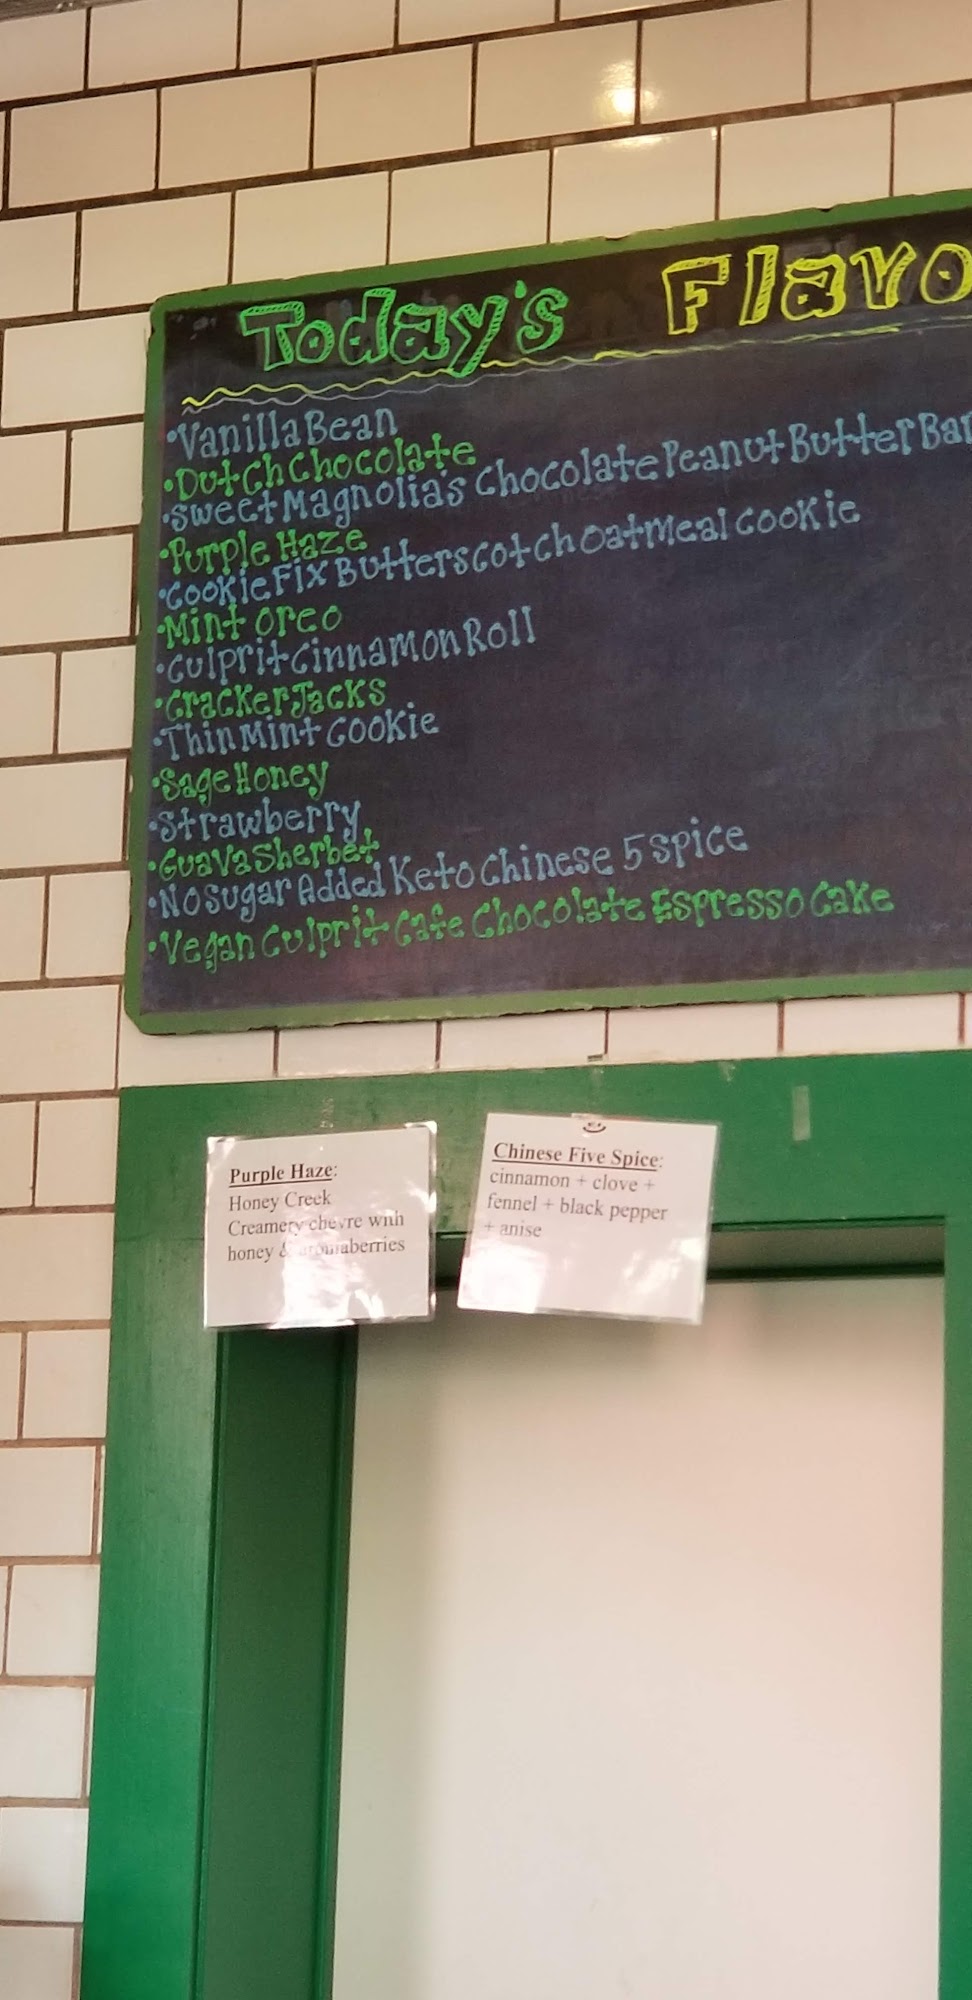 Today's Flavo
•Vanilla Bean
•Dutch Chocolate
•Sweet Magnolia's Chocolate Peanut Butter Bar
•Purple Haze
•Cookie Fix Butterscotch Oatmeal Cookie
•Mint Oreo
•Culprit Cinnamon Roll
•Cracker Jacks
•Thin Mint Cookie
•Sage Honey
•Strawberry
•Guava Sherbet
•No Sugar Added Keto Chinese 5 Spice
•Vegan Culprit Cafe Chocolate Espresso Cake
Purple Haze:
Honey Creek
Creamery chevre with
honey &
Chinese Five Spice:
cinnamon + clove +
fennel + black pepper
+ anise